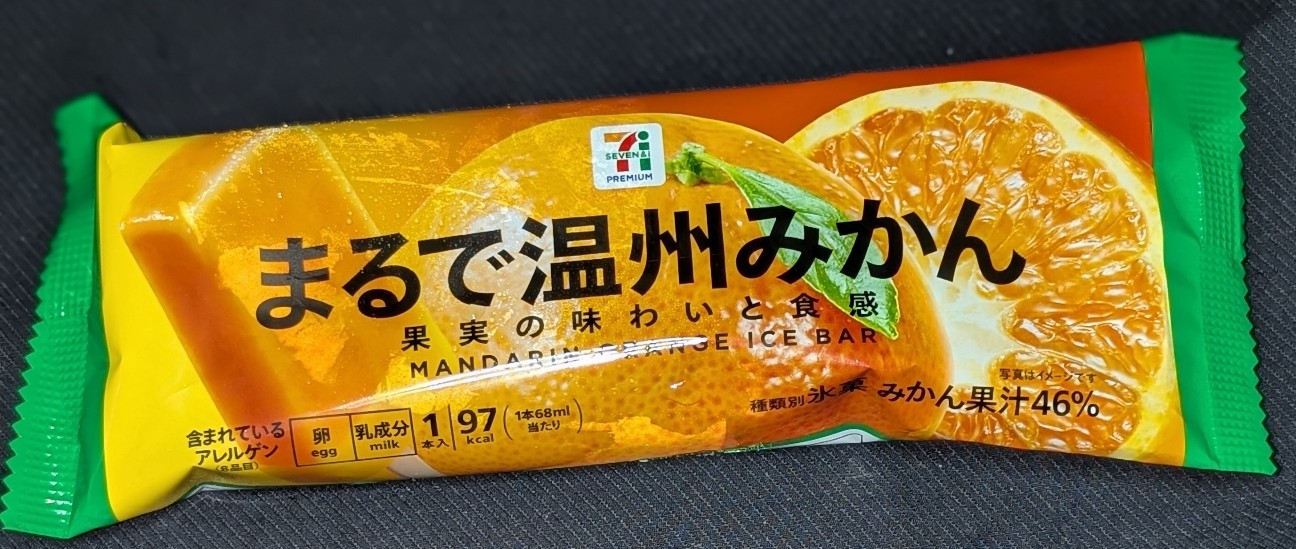 SEVEN&i
PREMIUM
まるで温州みかん
果実の味わいと食感
MANDARIN ORANGE ICE BAR
写真はイメージです
種類別氷菓 みかん果汁46%
含まれている
アレルゲン
(8品目)
卵
egg
乳成分
milk
1
本入
97
kcal
(1本68ml
当たり)